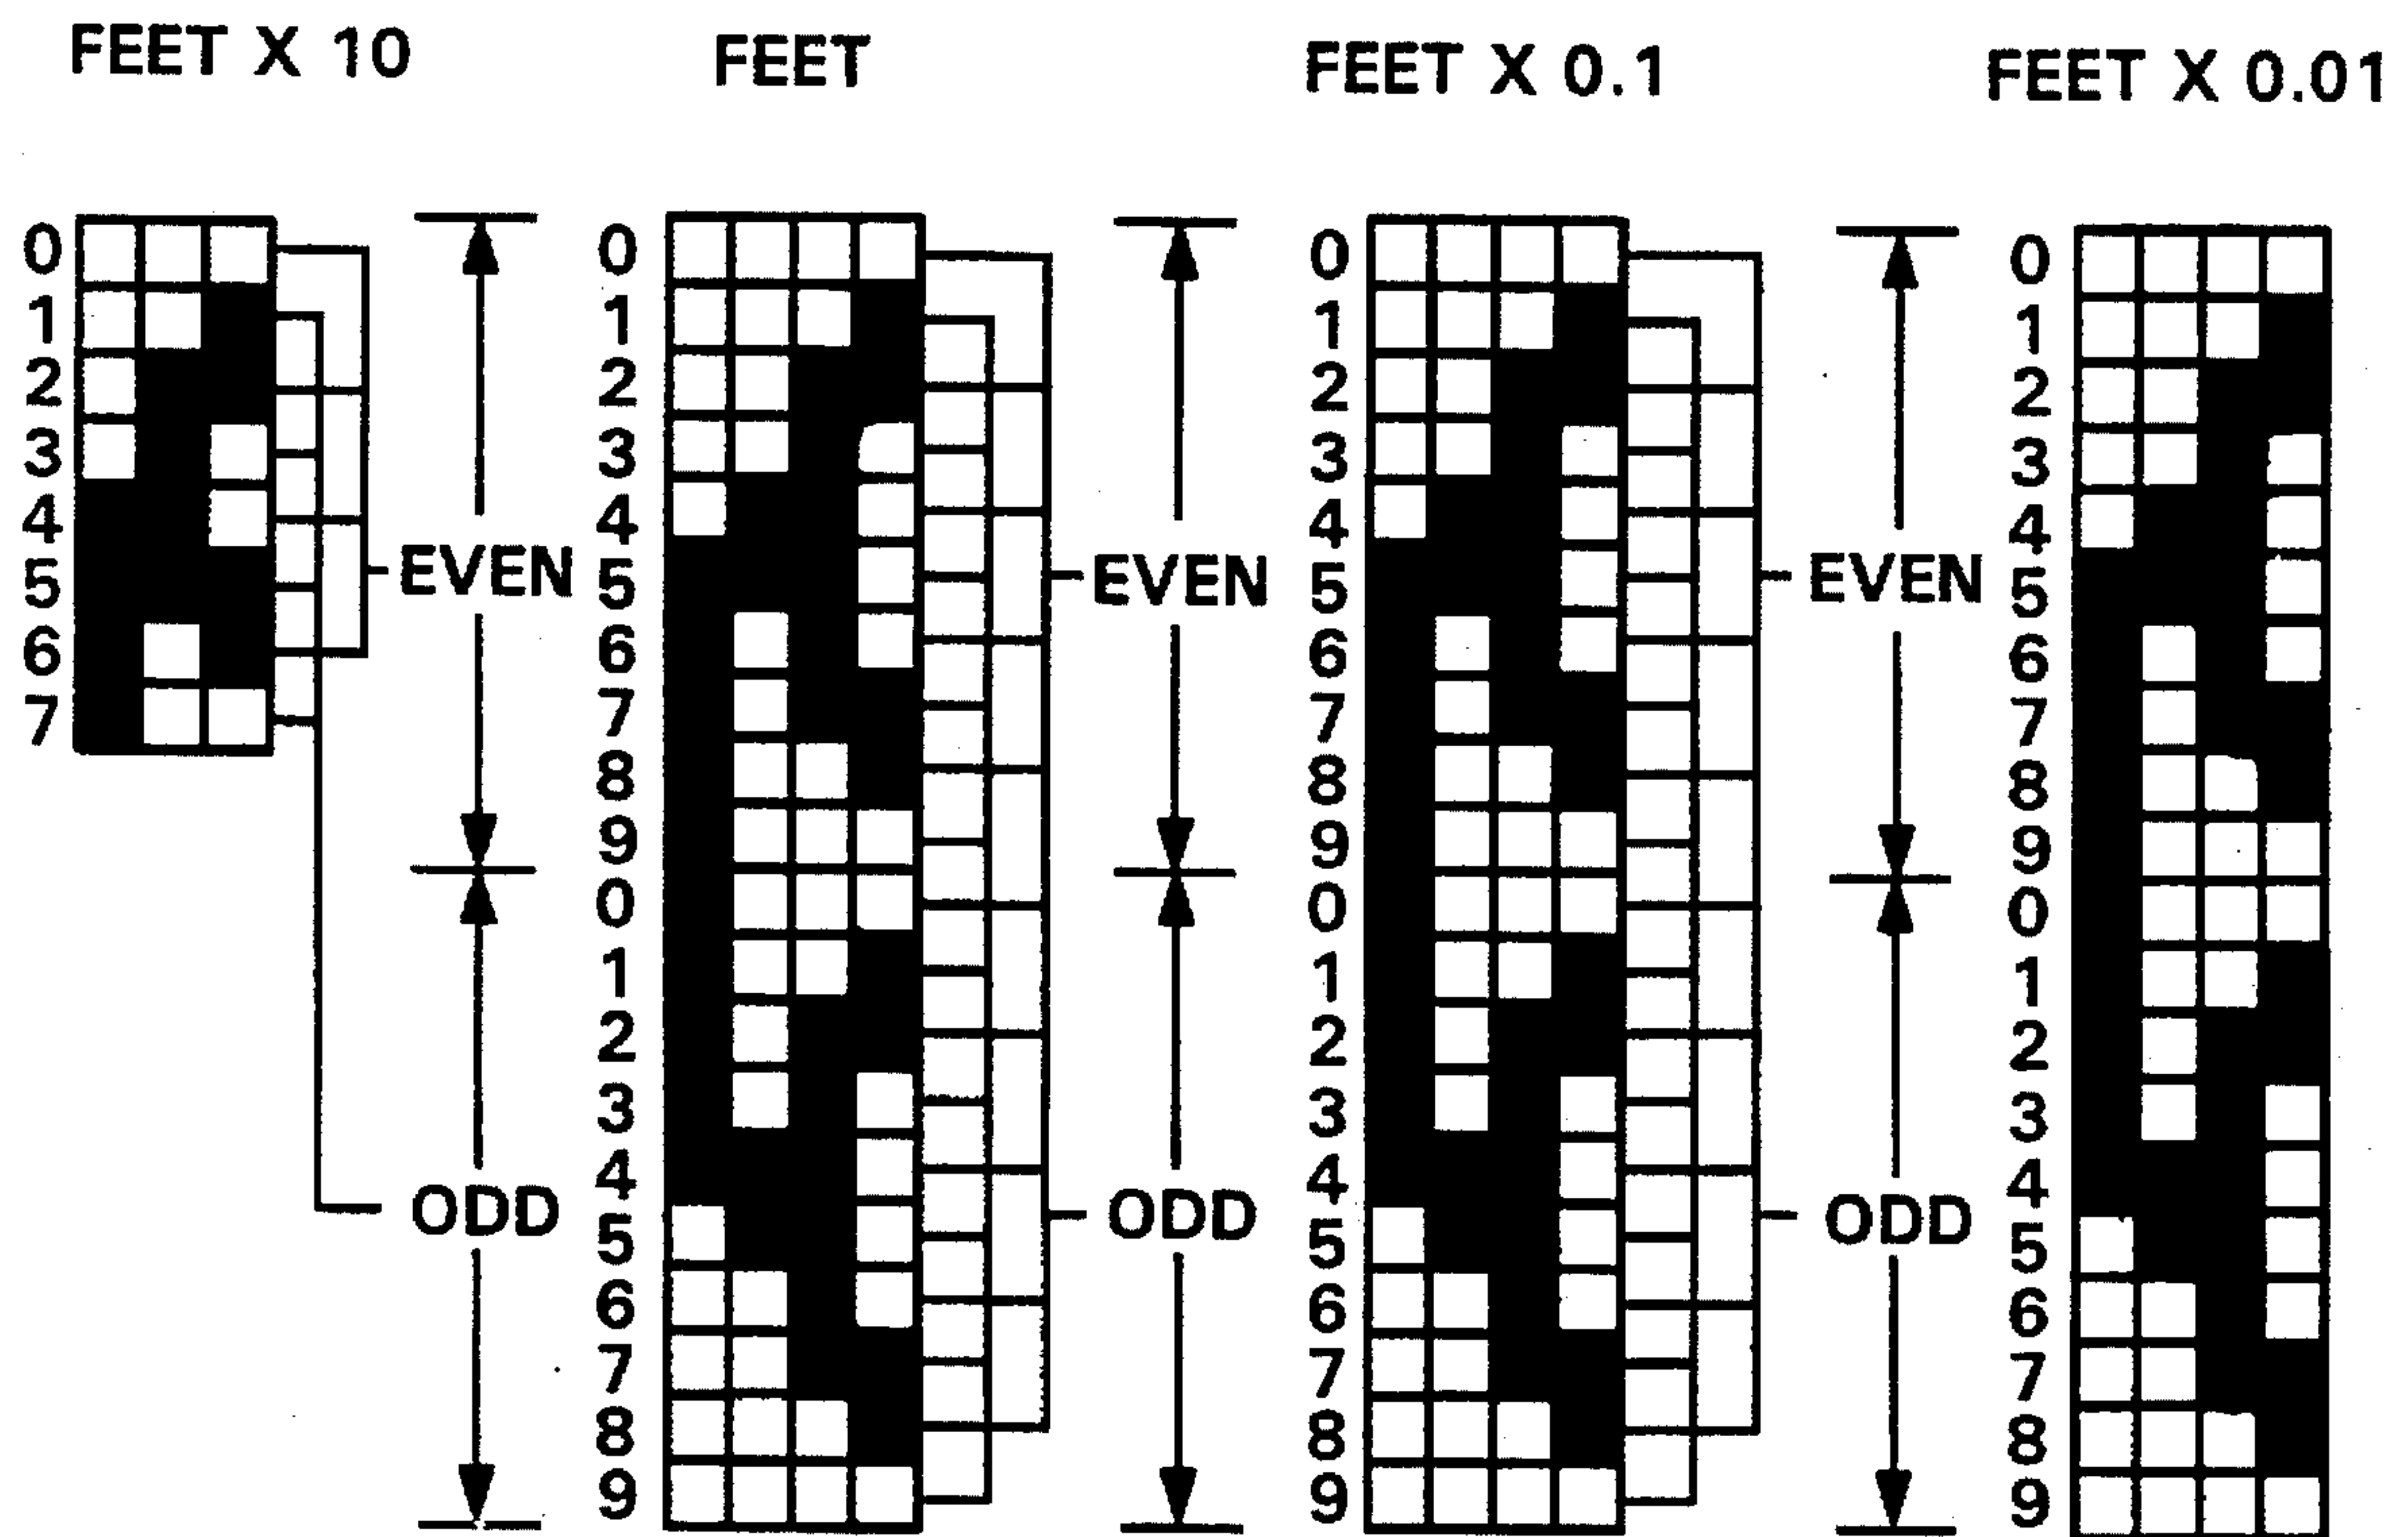 FEET X 10 FEET FEET X 0.1 FEET X 0.01
0 0 0 0
1 1 1 1
2 2 2 2
3 3 3 3
4 4 4 4
5 EVEN 5 EVEN 5 EVEN 5
6 6 6 6
7 7 7 7
8 8 8
9 9 9
0 0 0
1 1 1
2 2 2
3 3 3
4 4 4
ODD 5 ODD 5 ODD 5
6 6 6
7 7 7
8 8 8
9 9 9